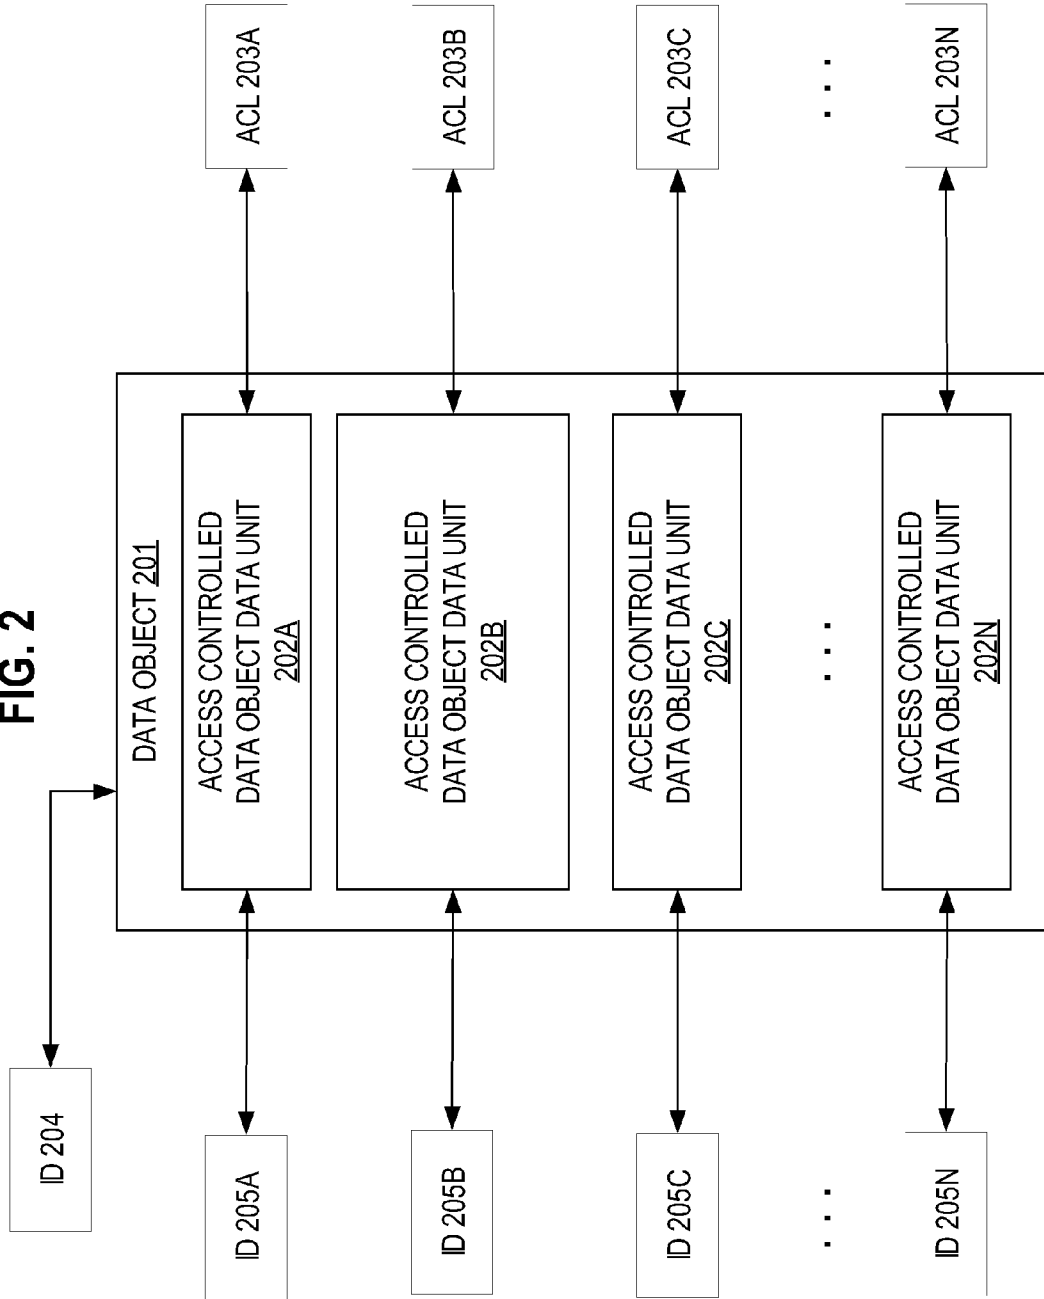 FIG. 2
ID 204
DATA OBJECT 201
ID 205A
ACCESS CONTROLLED
DATA OBJECT DATA UNIT
202A
ACL 203A
ID 205B
ACCESS CONTROLLED
DATA OBJECT DATA UNIT
202B
ACL 203B
ID 205C
ACCESS CONTROLLED
DATA OBJECT DATA UNIT
202C
ACL 203C
. . .
. . .
. . .
ID 205N
ACCESS CONTROLLED
DATA OBJECT DATA UNIT
202N
ACL 203N